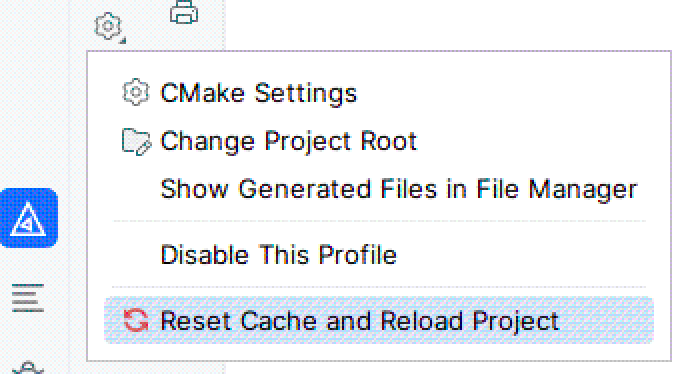 CMake Settings
Change Project Root
Show Generated Files in File Manager
Disable This Profile
Reset Cache and Reload Project